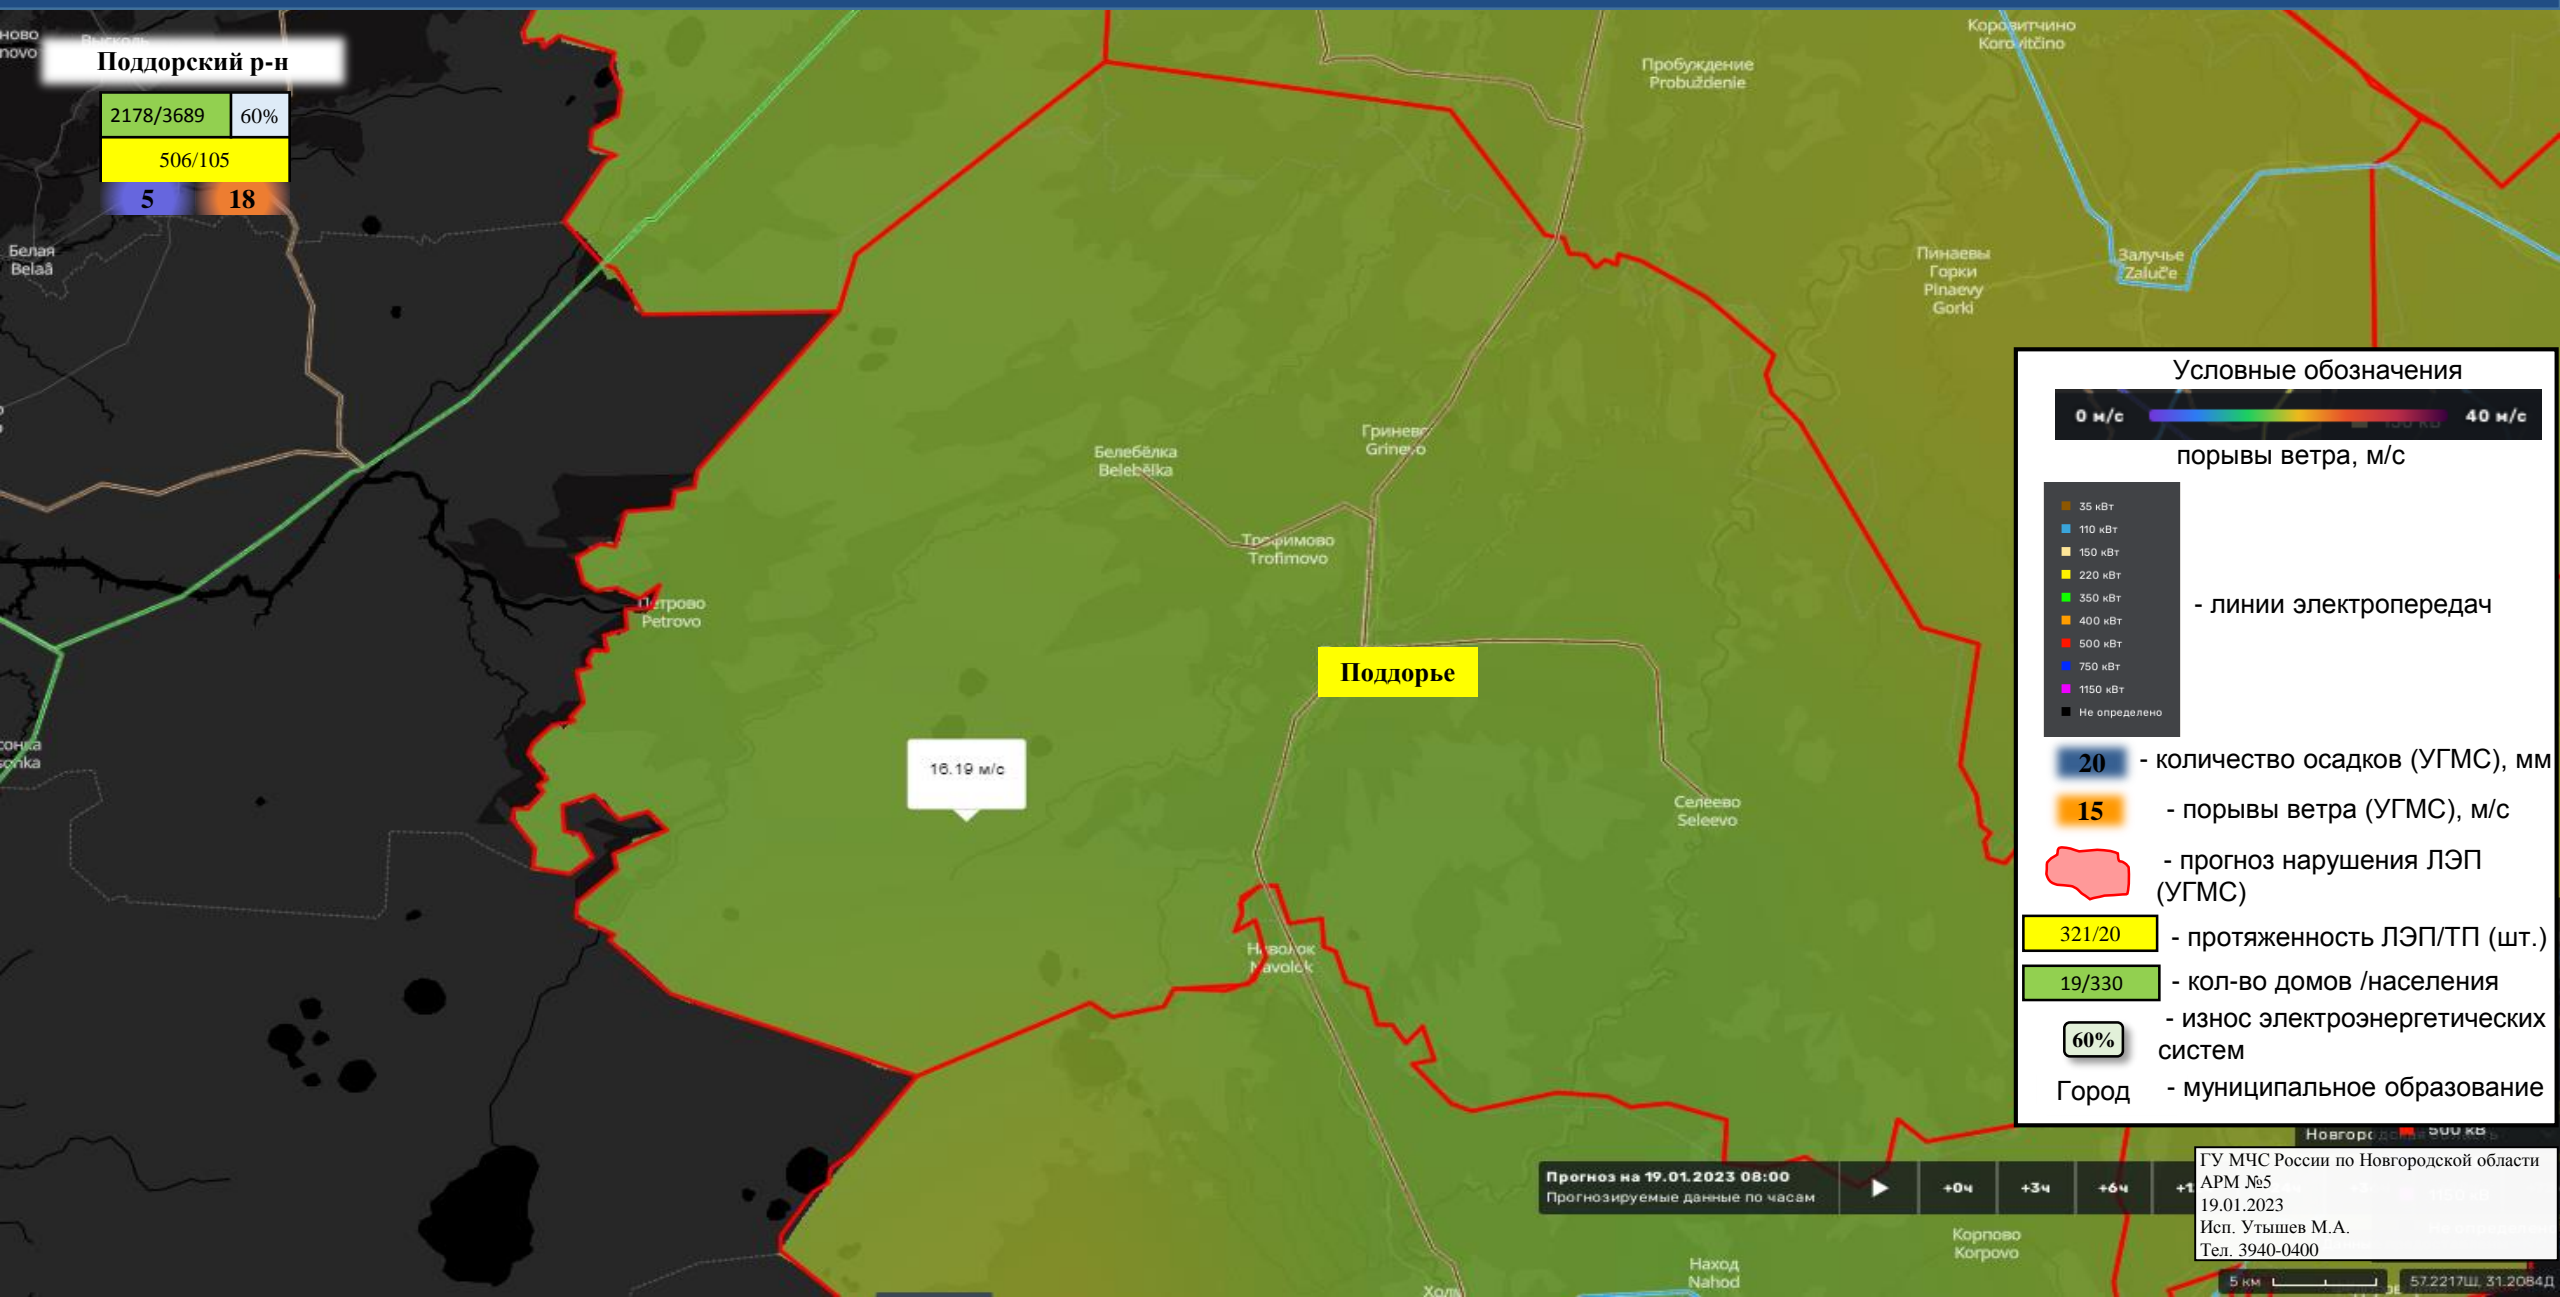 Поддорский р-н
2178/3689
60%
506/105
5
18
Белая
Belaâ
Коровитчино
Korovitčino
Пробуждение
Probuždenie
Пинаевы
Горки
Pinaevy
Gorki
Залучье
Zaluč'e
Белебёлка
Belebëlka
Гринево
Grinevo
Трофимово
Trofimovo
Петрово
Petrovo
Поддорье
16.19 м/с
Селеево
Seleevo
Наволок
Navolok
Наход
Nahod
Корпово
Korpovo
Условные обозначения
0 м/с
40 м/с
порывы ветра, м/с
35 кВт
110 кВт
150 кВт
220 кВт
350 кВт
400 кВт
500 кВт
750 кВт
1150 кВт
Не определено
- линии электропередач
20 - количество осадков (УГМС), мм
15 - порывы ветра (УГМС), м/с
- прогноз нарушения ЛЭП
(УГМС)
321/20 - протяженность ЛЭП/ТП (шт.)
19/330 - кол-во домов /населения
- износ электроэнергетических
60%
систем
Город - муниципальное образование
500 кВ
Прогноз на 19.01.2023 08:00
Прогнозируемые данные по часам
+0ч
+3ч
+6ч
ГУ МЧС России по Новгородской области
АРМ №5
19.01.2023
Исп. Утышев М.А.
Тел. 3940-0400
5 км
57.2217Ш, 31.2084Д